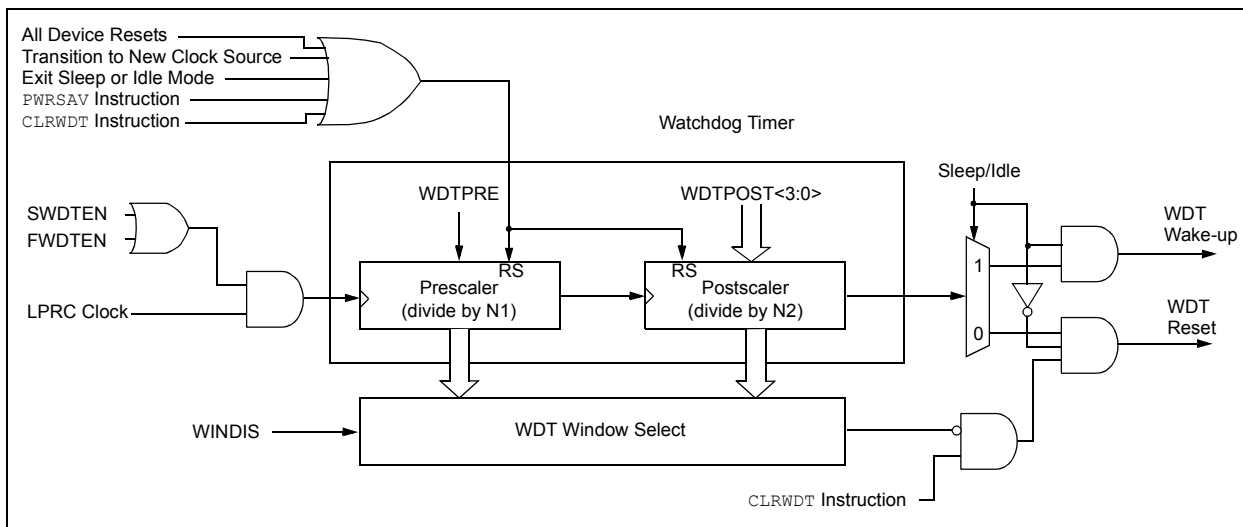 All Device Resets
Transition to New Clock Source
Exit Sleep or Idle Mode
PWRSAV Instruction
CLRWDT Instruction
Watchdog Timer
Sleep/Idle
WDTPRE
WDTPOST<3:0>
SWDTEN
FWDTEN
WDT
Wake-up
RS
RS
1
Prescaler
(divide by N1)
Postscaler
(divide by N2)
LPRC Clock
WDT
Reset
0
WINDIS
WDT Window Select
CLRWDT Instruction